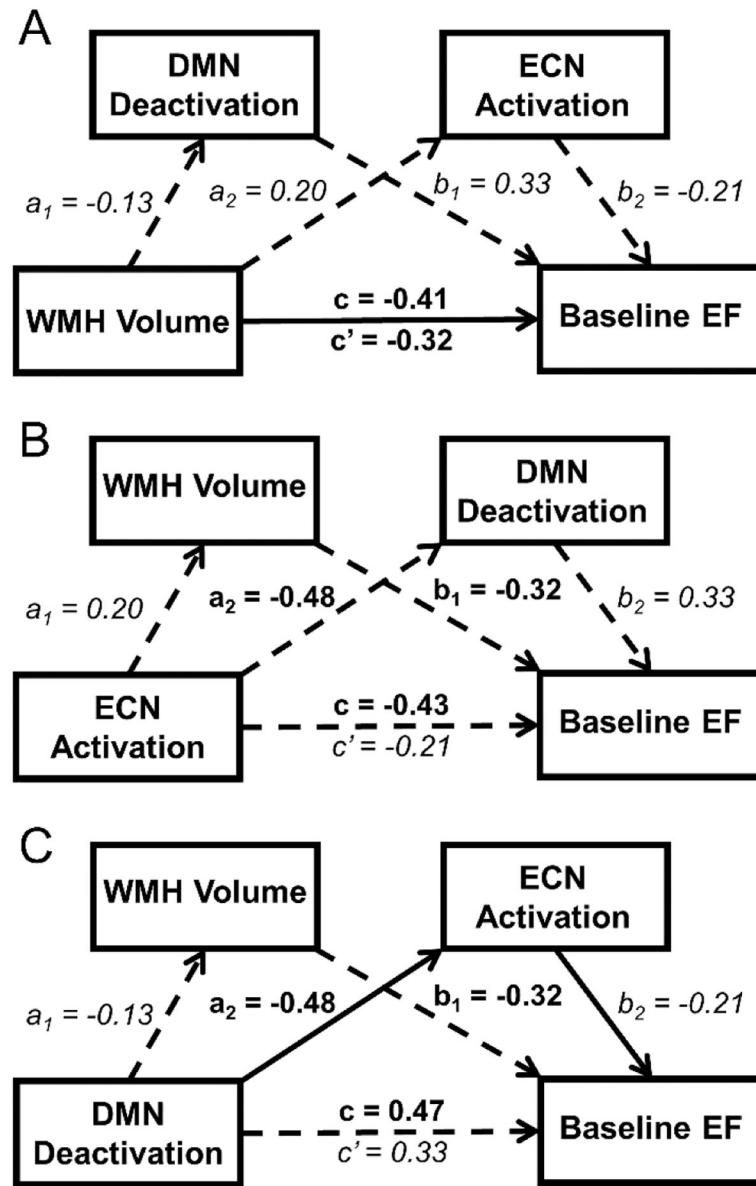 A
DMN
Deactivation
ECN
Activation
a₁ = -0.13
a₂ = 0.20
b₁ = 0.33
b₂ = -0.21
WMH Volume
c = -0.41
c' = -0.32
Baseline EF
B
WMH Volume
DMN
Deactivation
a₁ = 0.20
a₂ = -0.48
b₁ = -0.32
b₂ = 0.33
ECN
Activation
c = -0.43
c' = -0.21
Baseline EF
C
WMH Volume
ECN
Activation
a₁ = -0.13
a₂ = -0.48
b₁ = -0.32
b₂ = -0.21
DMN
Deactivation
c = 0.47
c' = 0.33
Baseline EF